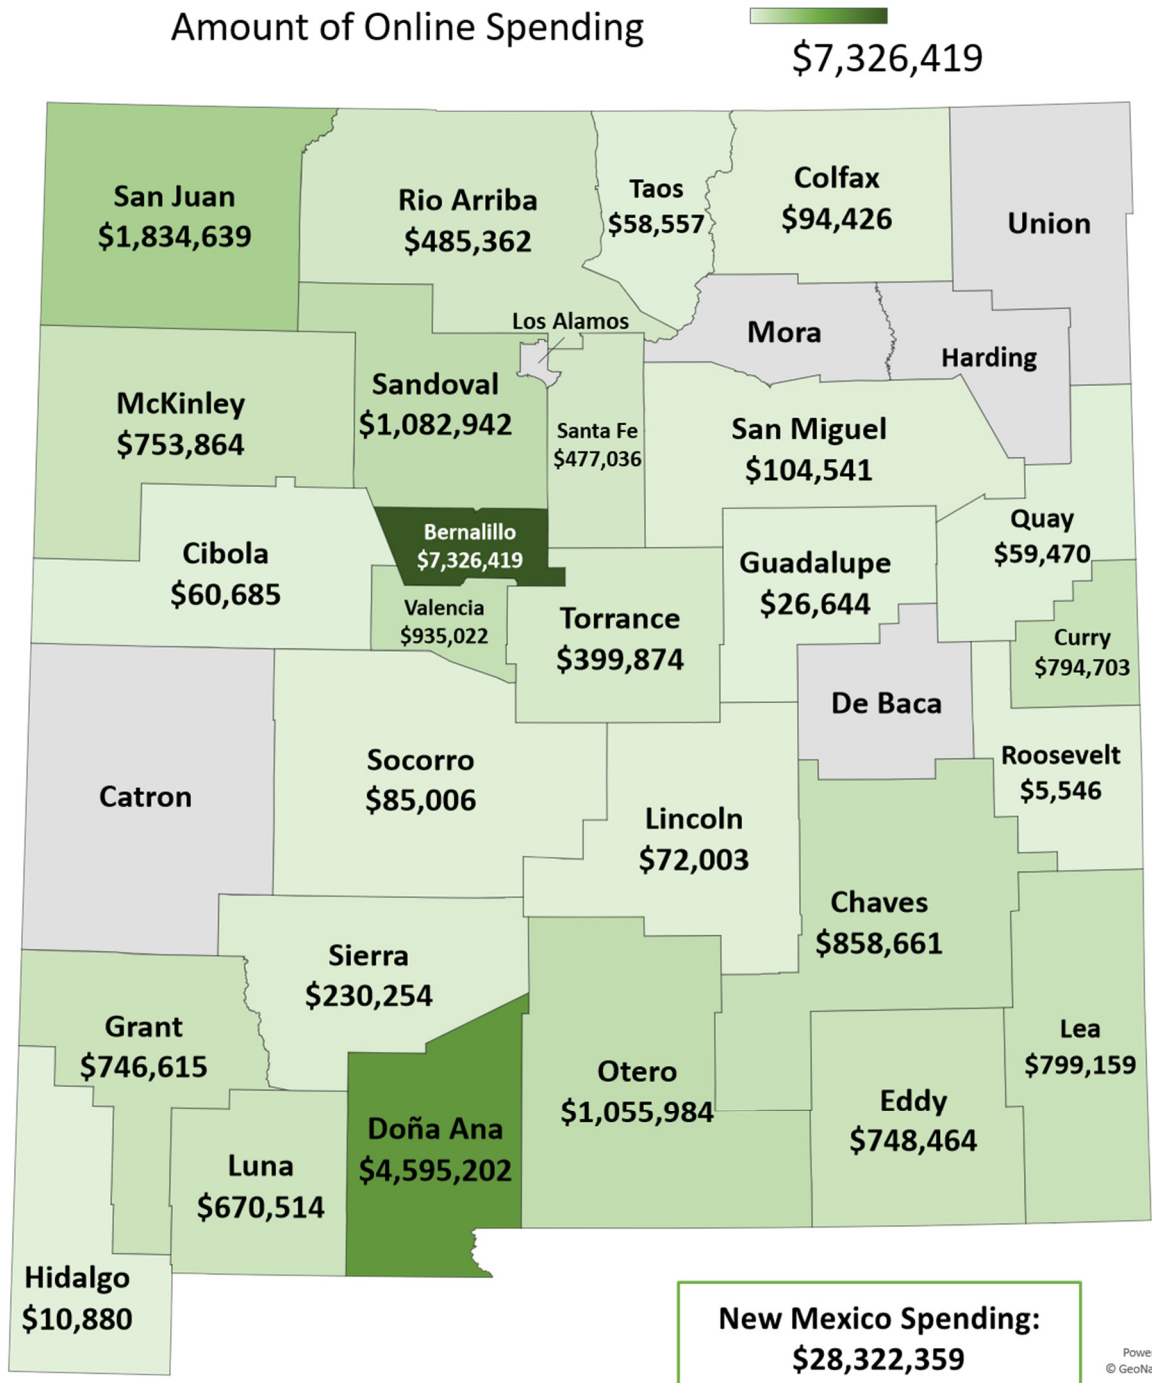 Amount of Online Spending
$7,326,419
San Juan
$1,834,639
Rio Arriba
$485,362
Taos
$58,557
Colfax
$94,426
Union
Los Alamos
Mora
Harding
McKinley
$753,864
Sandoval
$1,082,942
Santa Fe
$477,036
San Miguel
$104,541
Quay
$59,470
Bernalillo
$7,326,419
Cibola
$60,685
Guadalupe
$26,644
Valencia
$935,022
Torrance
$399,874
Curry
$794,703
De Baca
Catron
Socorro
$85,006
Roosevelt
$5,546
Lincoln
$72,003
Chaves
$858,661
Sierra
$230,254
Grant
$746,615
Lea
$799,159
Otero
$1,055,984
Eddy
$748,464
Doña Ana
$4,595,202
Luna
$670,514
Hidalgo
$10,880
New Mexico Spending:
$28,322,359
Powe
© GeoNa